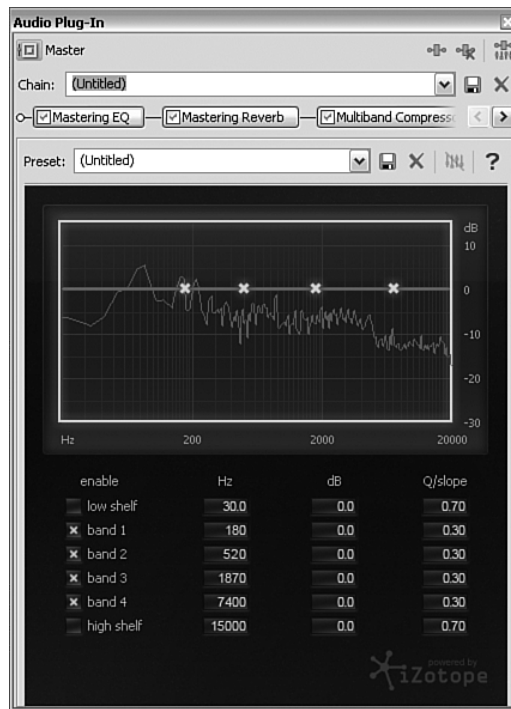 Audio Plug-In
Master
Chain: (Untitled)
Mastering EQ Mastering Reverb Multiband Compress
Preset: (Untitled) ?
dB
10
0
-10
-20
-30
Hz 200 2000 20000
enable Hz dB Q/slope
low shelf 30.0 0.0 0.70
band 1 180 0.0 0.30
band 2 520 0.0 0.30
band 3 1870 0.0 0.30
band 4 7400 0.0 0.30
high shelf 15000 0.0 0.70
powered by
iZotope